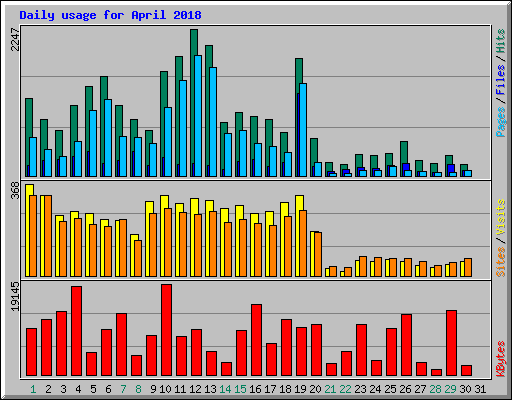 Daily usage for April 2018
2247
Pages / Files / Hits
368
Sites / Visits
19145
KBytes
1 2 3 4 5 6 7 8 9 10 11 12 13 14 15 16 17 18 19 20 21 22 23 24 25 26 27 28 29 30 31